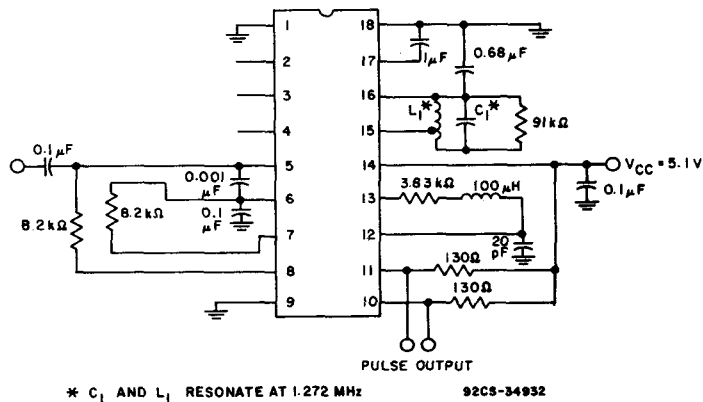 1
2
3
4
5
6
7
8
9
18
17
16
15
14
13
12
11
10
0.1μF
8.2kΩ
8.2kΩ
0.001
μF
0.1
μF
1μF
0.68μF
L1*
C1*
91kΩ
VCC = 5.1V
0.1μF
3.83kΩ
100μH
20
pF
130Ω
130Ω
PULSE OUTPUT
* C1 AND L1 RESONATE AT 1.272 MHz
92CS-34932